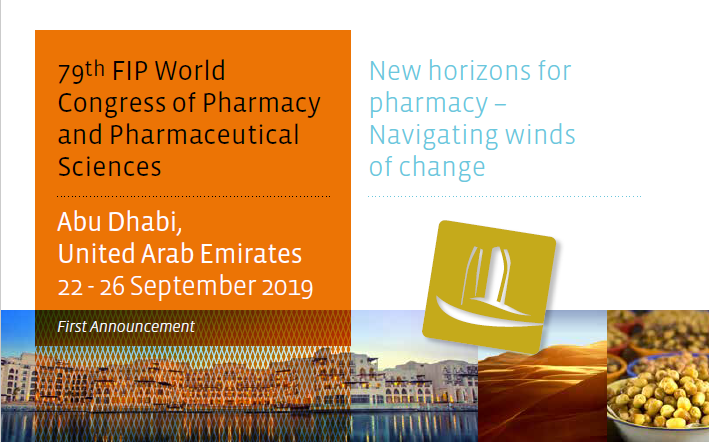 79th FIP World
Congress of Pharmacy
and Pharmaceutical
Sciences
Abu Dhabi,
United Arab Emirates
22 - 26 September 2019
First Announcement
New horizons for
pharmacy –
Navigating winds
of change